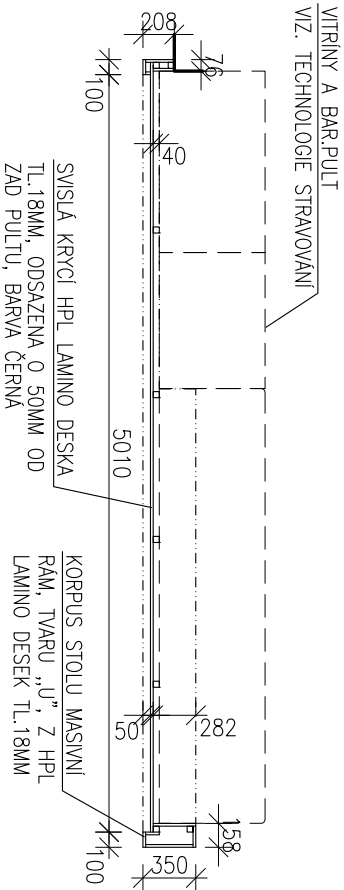 VITRÍNY A BAR.PULT
VIZ. TECHNOLOGIE STRAVOVÁNÍ
208
76
100
40
SVISLÁ KRYCÍ HPL LAMINO DESKA
TL.18MM, ODSAZENA O 50MM OD
ZAD PULTU, BARVA ČERNÁ
5010
KORPUS STOLU MASIVNÍ
RÁM, TVARU „U”, Z HPL
LAMINO DESEK TL.18MM
50
282
158
100
350